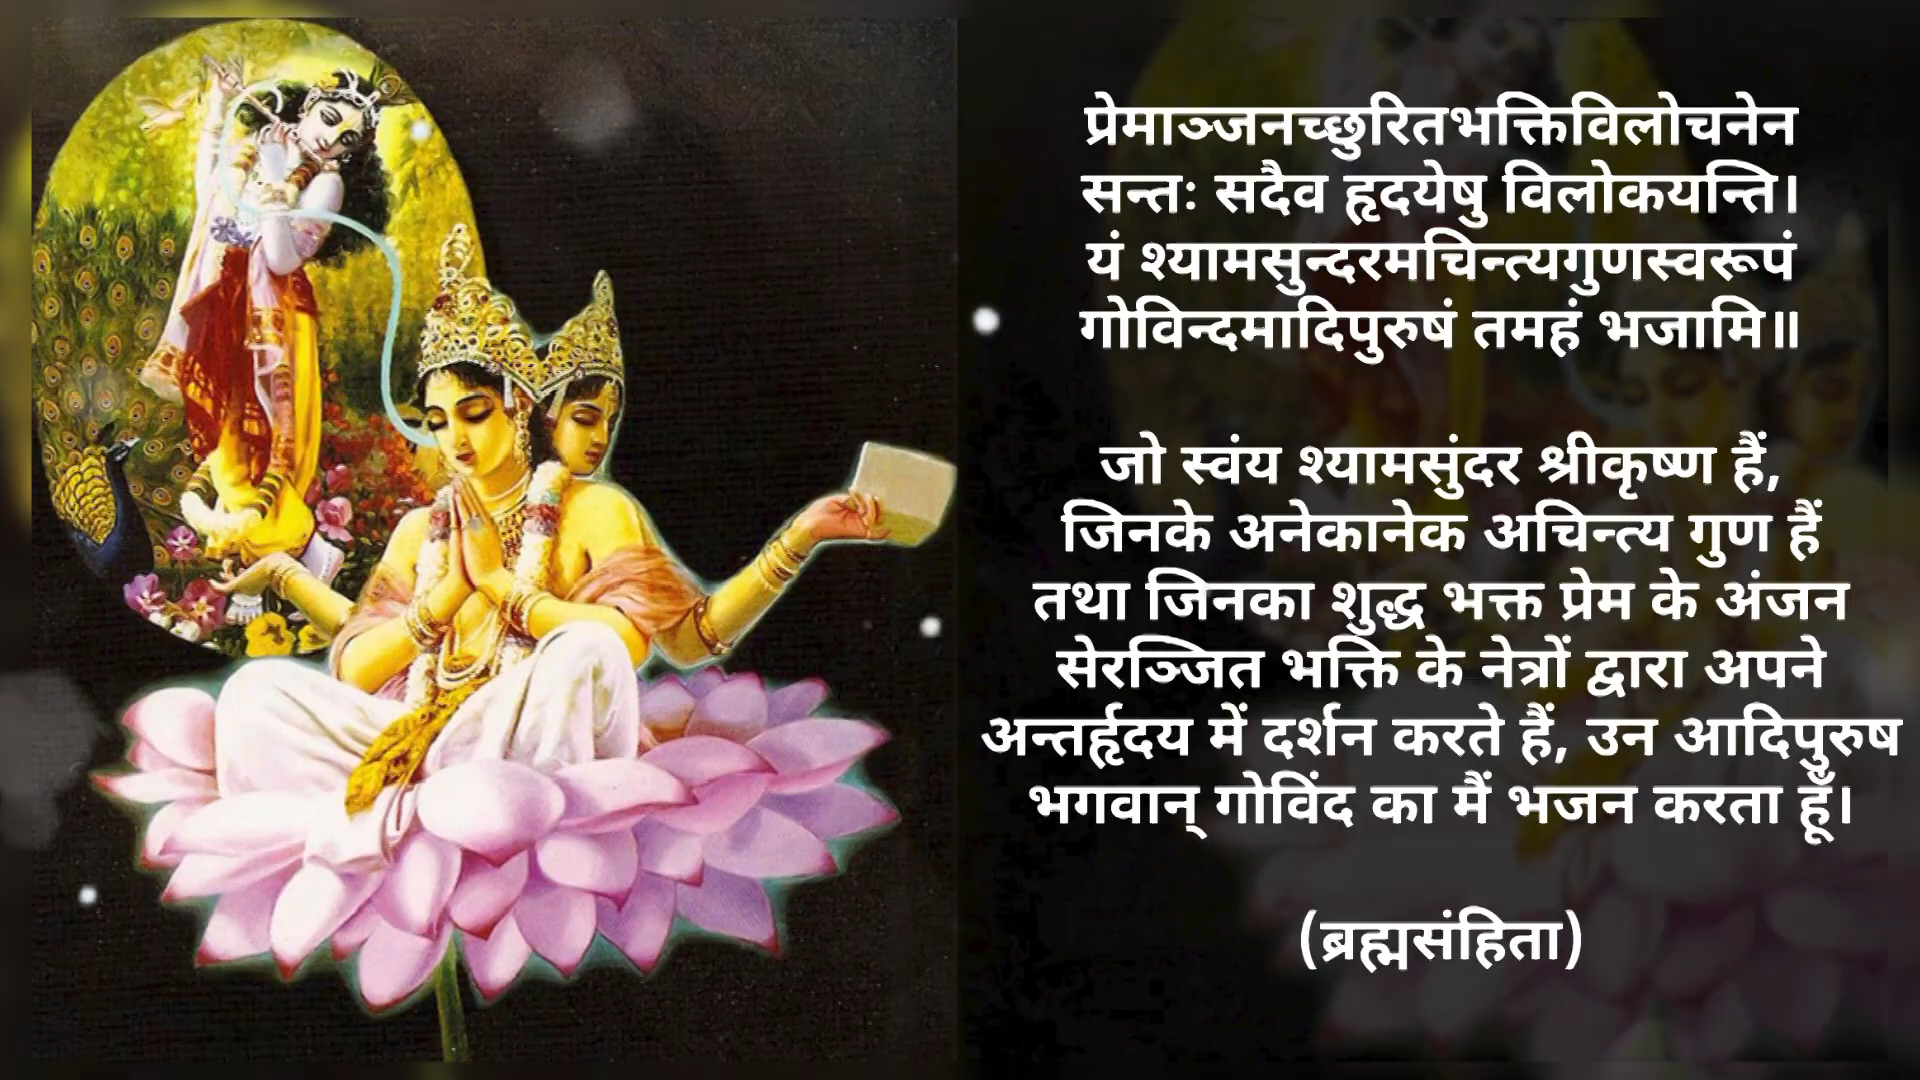 प्रेमाञ्जनच्छुरितभक्तिविलोचनेन
सन्तः सदैव हृदयेषु विलोकयन्ति।
यं श्यामसुन्दरमचिन्त्यगुणस्वरूपं
गोविन्दमादिपुरुषं तमहं भजामि॥
जो स्वंय श्यामसुंदर श्रीकृष्ण हैं,
जिनके अनेकानेक अचिन्त्य गुण हैं
तथा जिनका शुद्ध भक्त प्रेम के अंजन
सेरञ्जित भक्ति के नेत्रों द्वारा अपने
अन्तर्हृदय में दर्शन करते हैं, उन आदिपुरुष
भगवान् गोविंद का मैं भजन करता हूँ।
(ब्रह्मसंहिता)